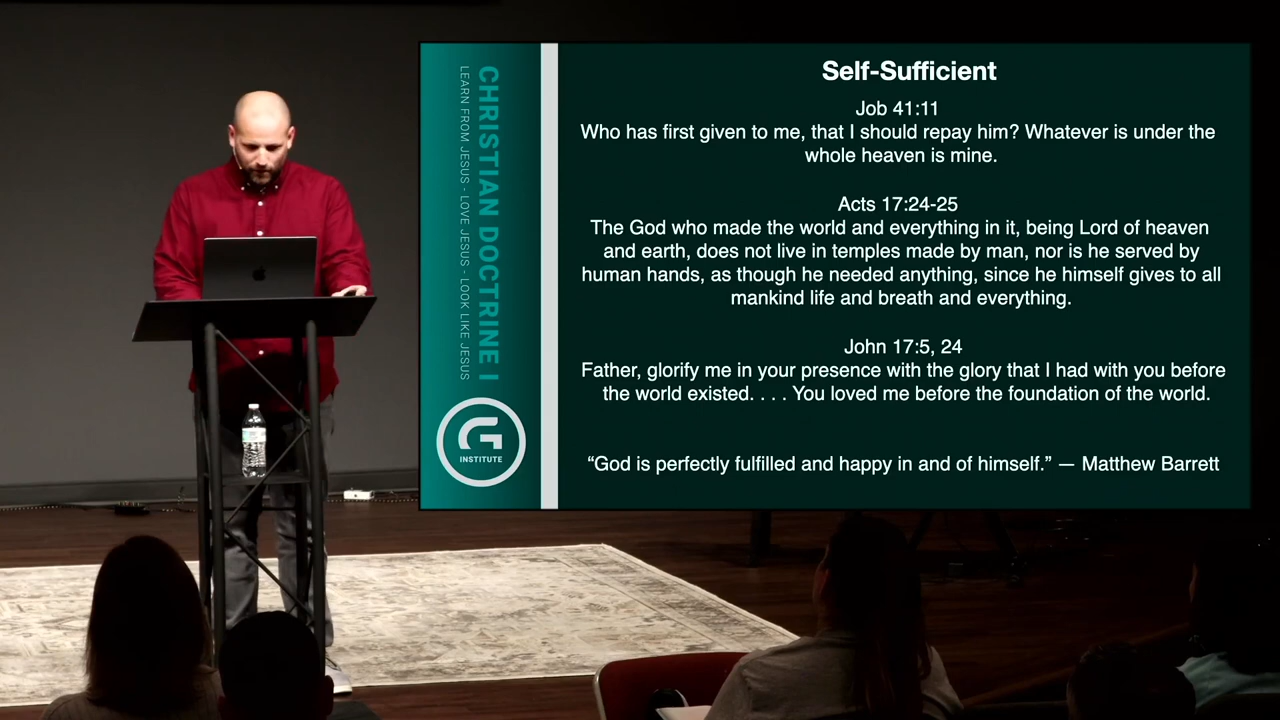 CHRISTIAN DOCTRINE I
LEARN FROM JESUS - LOVE JESUS - LOOK LIKE JESUS
G
INSTITUTE
Self-Sufficient
Job 41:11
Who has first given to me, that I should repay him? Whatever is under the
whole heaven is mine.
Acts 17:24-25
The God who made the world and everything in it, being Lord of heaven
and earth, does not live in temples made by man, nor is he served by
human hands, as though he needed anything, since he himself gives to all
mankind life and breath and everything.
John 17:5, 24
Father, glorify me in your presence with the glory that I had with you before
the world existed. . . . You loved me before the foundation of the world.
“God is perfectly fulfilled and happy in and of himself.” — Matthew Barrett